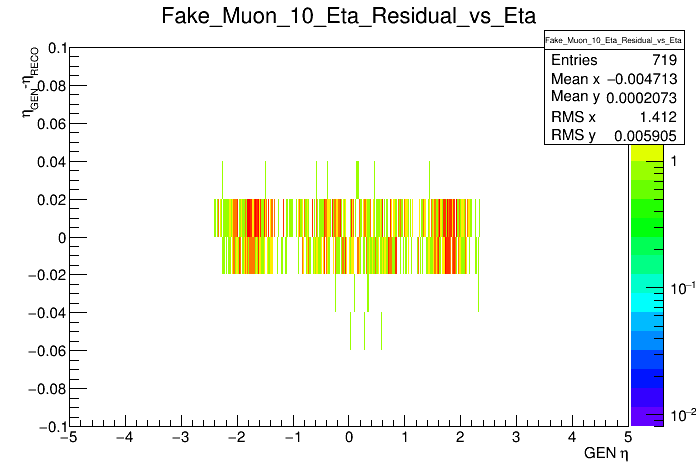 Fake_Muon_10_Eta_Residual_vs_Eta
Fake_Muon_10_Eta_Residual_vs_Eta
Entries 719
Mean x −0.004713
Mean y 0.0002073
RMS x 1.412
RMS y 0.005905
η_GEN-η_RECO
0.1
0.08
0.06
0.04
0.02
0
−0.02
−0.04
−0.06
−0.08
−0.1
−5 −4 −3 −2 −1 0 1 2 3 4 5
GEN η
1
10⁻¹
10⁻²